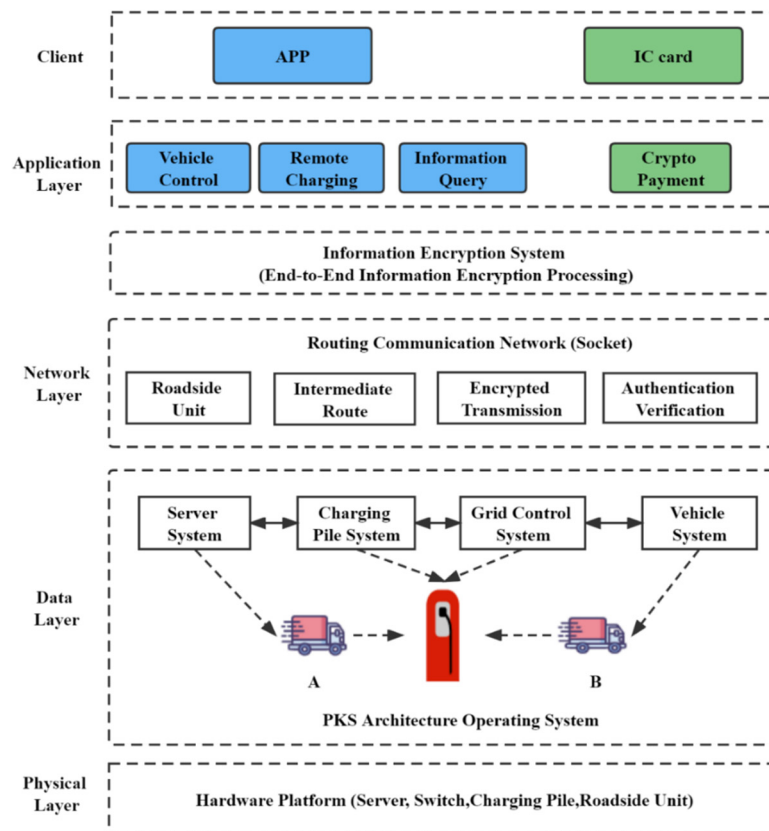 Client
APP
IC card
Application
Layer
Vehicle
Control
Remote
Charging
Information
Query
Crypto
Payment
Information Encryption System
(End-to-End Information Encryption Processing)
Network
Layer
Routing Communication Network (Socket)
Roadside
Unit
Intermediate
Route
Encrypted
Transmission
Authentication
Verification
Data
Layer
Server
System
Charging
Pile System
Grid Control
System
Vehicle
System
A
B
PKS Architecture Operating System
Physical
Layer
Hardware Platform (Server, Switch,Charging Pile,Roadside Unit)